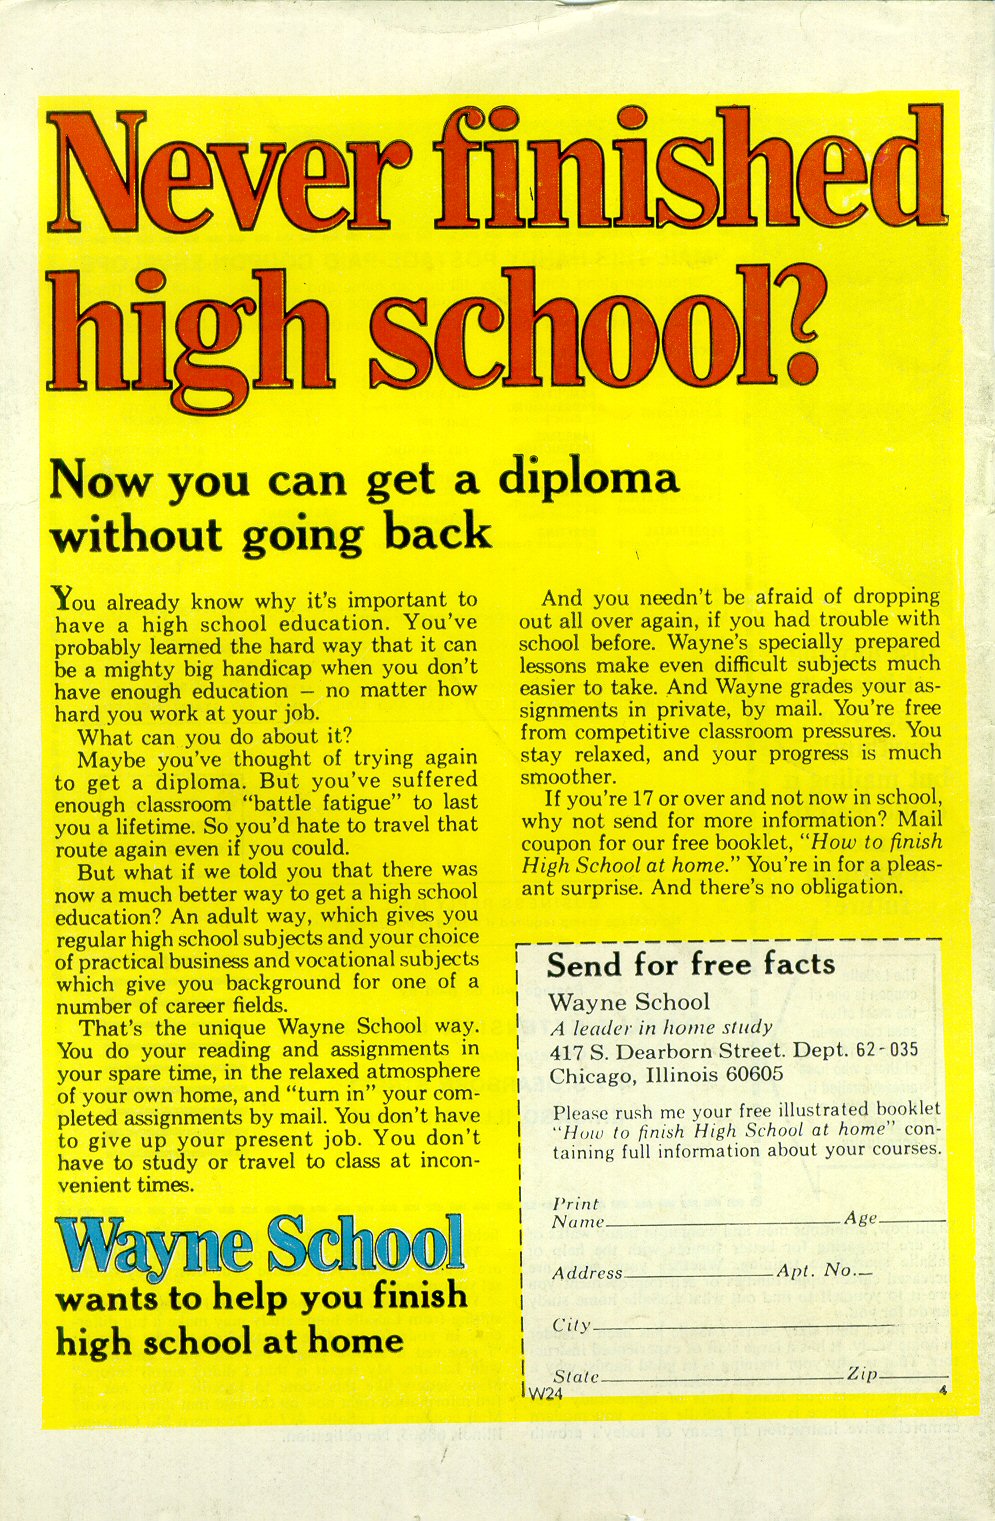 Never finished
high school?
Now you can get a diploma
without going back
You already know why it's important to
have a high school education. You've
probably learned the hard way that it can
be a mighty big handicap when you don't
have enough education – no matter how
hard you work at your job.
What can you do about it?
Maybe you've thought of trying again
to get a diploma. But you've suffered
enough classroom "battle fatigue" to last
you a lifetime. So you'd hate to travel that
route again even if you could.
But what if we told you that there was
now a much better way to get a high school
education? An adult way, which gives you
regular high school subjects and your choice
of practical business and vocational subjects
which give you background for one of a
number of career fields.
That's the unique Wayne School way.
You do your reading and assignments in
your spare time, in the relaxed atmosphere
of your own home, and "turn in" your com-
pleted assignments by mail. You don't have
to give up your present job. You don't
have to study or travel to class at incon-
venient times.
Wayne School
wants to help you finish
high school at home
And you needn't be afraid of dropping
out all over again, if you had trouble with
school before. Wayne's specially prepared
lessons make even difficult subjects much
easier to take. And Wayne grades your as-
signments in private, by mail. You're free
from competitive classroom pressures. You
stay relaxed, and your progress is much
smoother.
If you're 17 or over and not now in school,
why not send for more information? Mail
coupon for our free booklet, "How to finish
High School at home." You're in for a pleas-
ant surprise. And there's no obligation.
Send for free facts
Wayne School
A leader in home study
417 S. Dearborn Street. Dept. 62-035
Chicago, Illinois 60605
Please rush me your free illustrated booklet
"How to finish High School at home" con-
taining full information about your courses.
Print
Name Age
Address Apt. No.
City
State Zip
W24 4